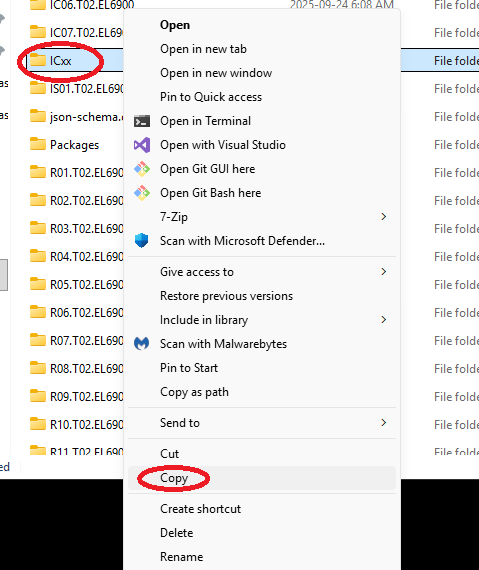 IC06.T02.EL6900
2025-09-24 6:08 AM
File folde
IC07.T02.EL69
File folde
ICxx
File folde
IS01.T02.EL69
File folde
json-schema.
File folde
Packages
File folde
R01.T02.EL690
File folde
R02.T02.EL690
File folde
R03.T02.EL690
File folde
R04.T02.EL690
File folde
R05.T02.EL690
File folde
R06.T02.EL690
File folde
R07.T02.EL690
File folde
R08.T02.EL690
File folde
R09.T02.EL690
File folde
R10.T02.EL690
File folde
R11.T02.EL690
File folde
as
as
ed
Open
Open in new tab
Open in new window
Pin to Quick access
Open in Terminal
Open with Visual Studio
Open Git GUI here
Open Git Bash here
7-Zip
Scan with Microsoft Defender...
Give access to
Restore previous versions
Include in library
Scan with Malwarebytes
Pin to Start
Copy as path
Send to
Cut
Copy
Create shortcut
Delete
Rename